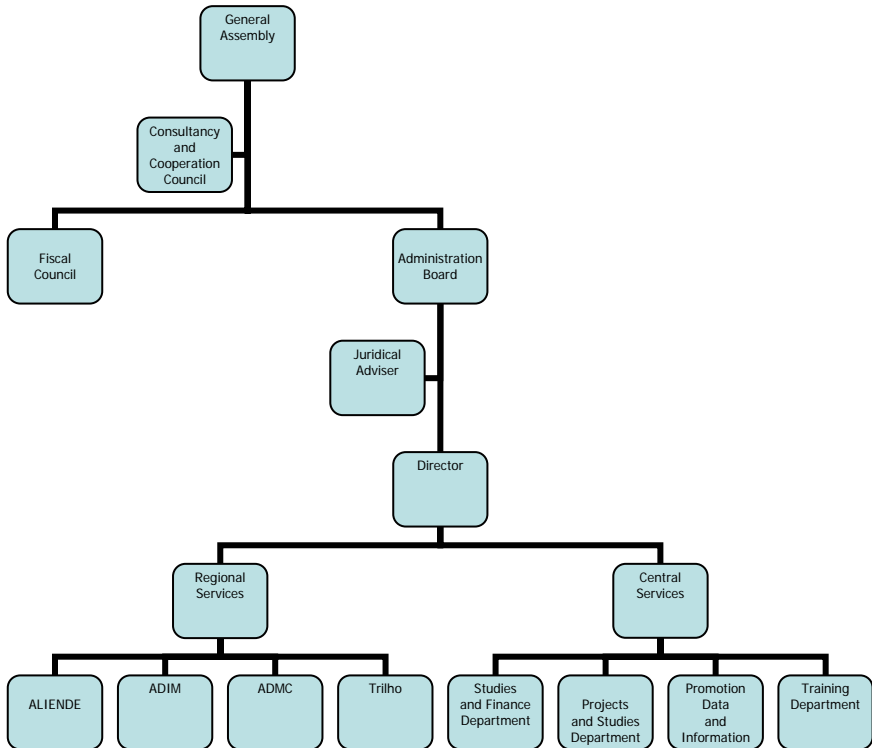 General
Assembly
Consultancy
and
Cooperation
Council
Fiscal
Council
Administration
Board
Juridical
Adviser
Director
Regional
Services
Central
Services
ALIENDE
ADIM
ADMC
Trilho
Studies
and Finance
Department
Projects
and Studies
Department
Promotion
Data
and
Information
Training
Department